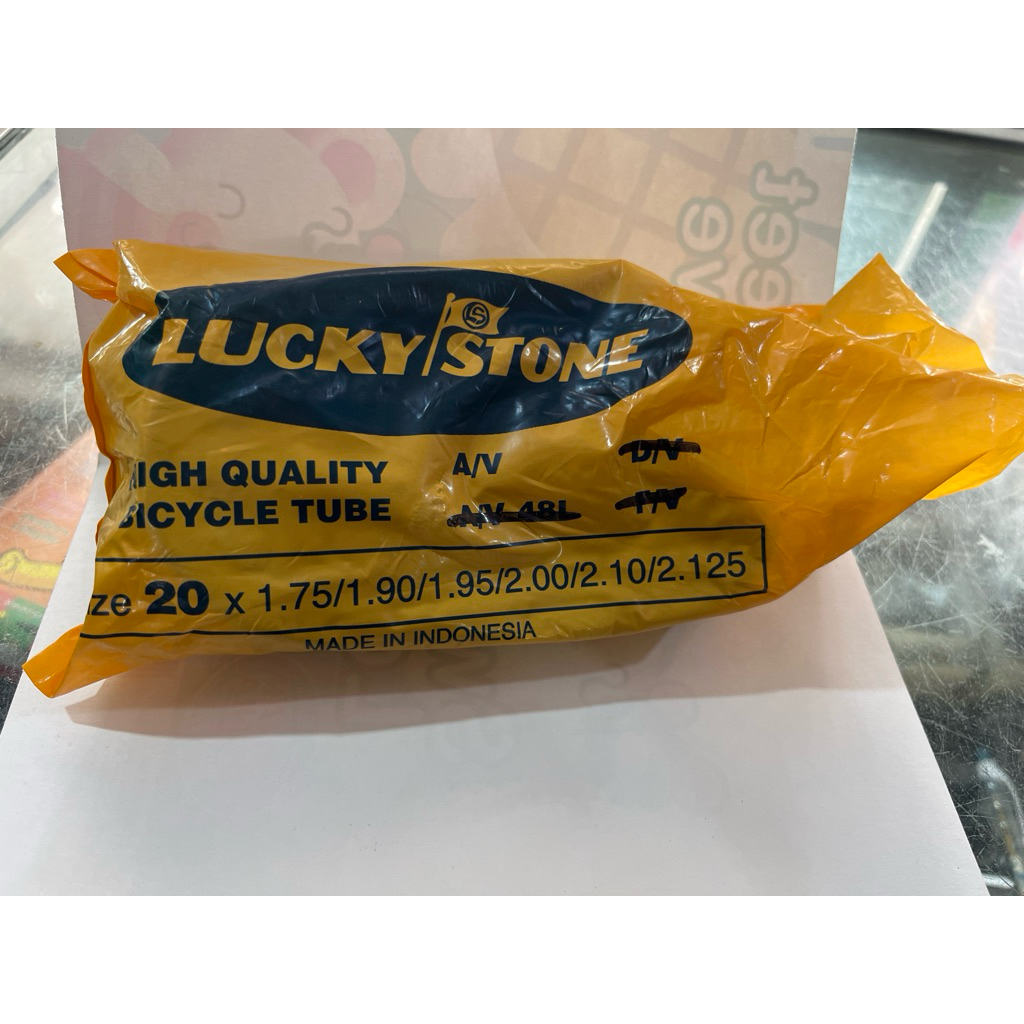 LUCKY STONE
LS
HIGH QUALITY
BICYCLE TUBE
A/V
D/V
A/V-48L
F/V
ze 20 x 1.75/1.90/1.95/2.00/2.10/2.125
MADE IN INDONESIA